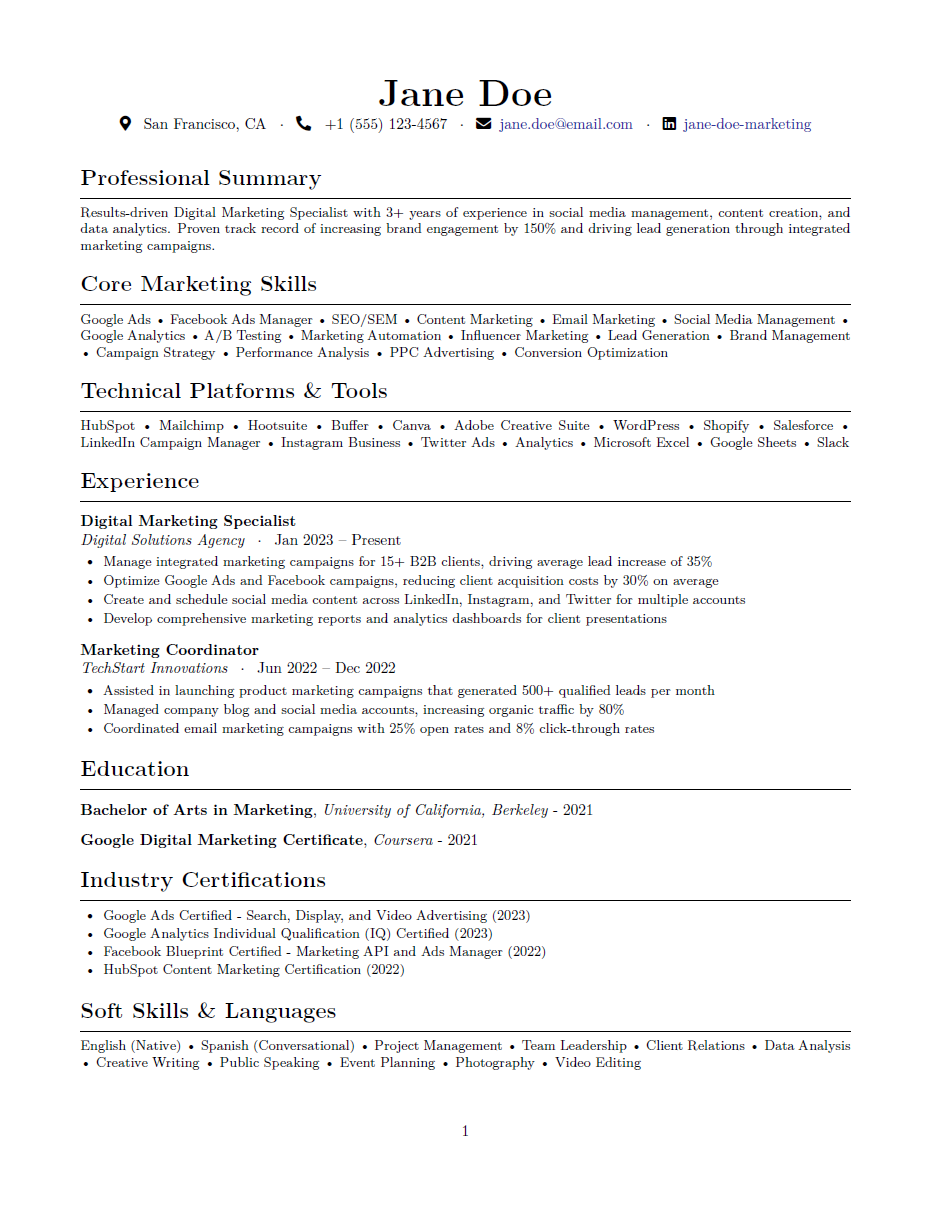 Jane Doe
San Francisco, CA · +1 (555) 123-4567 · jane.doe@email.com · jane-doe-marketing
Professional Summary
Results-driven Digital Marketing Specialist with 3+ years of experience in social media management, content creation, and
data analytics. Proven track record of increasing brand engagement by 150% and driving lead generation through integrated
marketing campaigns.
Core Marketing Skills
Google Ads • Facebook Ads Manager • SEO/SEM • Content Marketing • Email Marketing • Social Media Management •
Google Analytics • A/B Testing • Marketing Automation • Influencer Marketing • Lead Generation • Brand Management
• Campaign Strategy • Performance Analysis • PPC Advertising • Conversion Optimization
Technical Platforms & Tools
HubSpot • Mailchimp • Hootsuite • Buffer • Canva • Adobe Creative Suite • WordPress • Shopify • Salesforce •
LinkedIn Campaign Manager • Instagram Business • Twitter Ads • Analytics • Microsoft Excel • Google Sheets • Slack
Experience
Digital Marketing Specialist
Digital Solutions Agency · Jan 2023 – Present
• Manage integrated marketing campaigns for 15+ B2B clients, driving average lead increase of 35%
• Optimize Google Ads and Facebook campaigns, reducing client acquisition costs by 30% on average
• Create and schedule social media content across LinkedIn, Instagram, and Twitter for multiple accounts
• Develop comprehensive marketing reports and analytics dashboards for client presentations
Marketing Coordinator
TechStart Innovations · Jun 2022 – Dec 2022
• Assisted in launching product marketing campaigns that generated 500+ qualified leads per month
• Managed company blog and social media accounts, increasing organic traffic by 80%
• Coordinated email marketing campaigns with 25% open rates and 8% click-through rates
Education
Bachelor of Arts in Marketing, University of California, Berkeley - 2021
Google Digital Marketing Certificate, Coursera - 2021
Industry Certifications
• Google Ads Certified - Search, Display, and Video Advertising (2023)
• Google Analytics Individual Qualification (IQ) Certified (2023)
• Facebook Blueprint Certified - Marketing API and Ads Manager (2022)
• HubSpot Content Marketing Certification (2022)
Soft Skills & Languages
English (Native) • Spanish (Conversational) • Project Management • Team Leadership • Client Relations • Data Analysis
• Creative Writing • Public Speaking • Event Planning • Photography • Video Editing
1